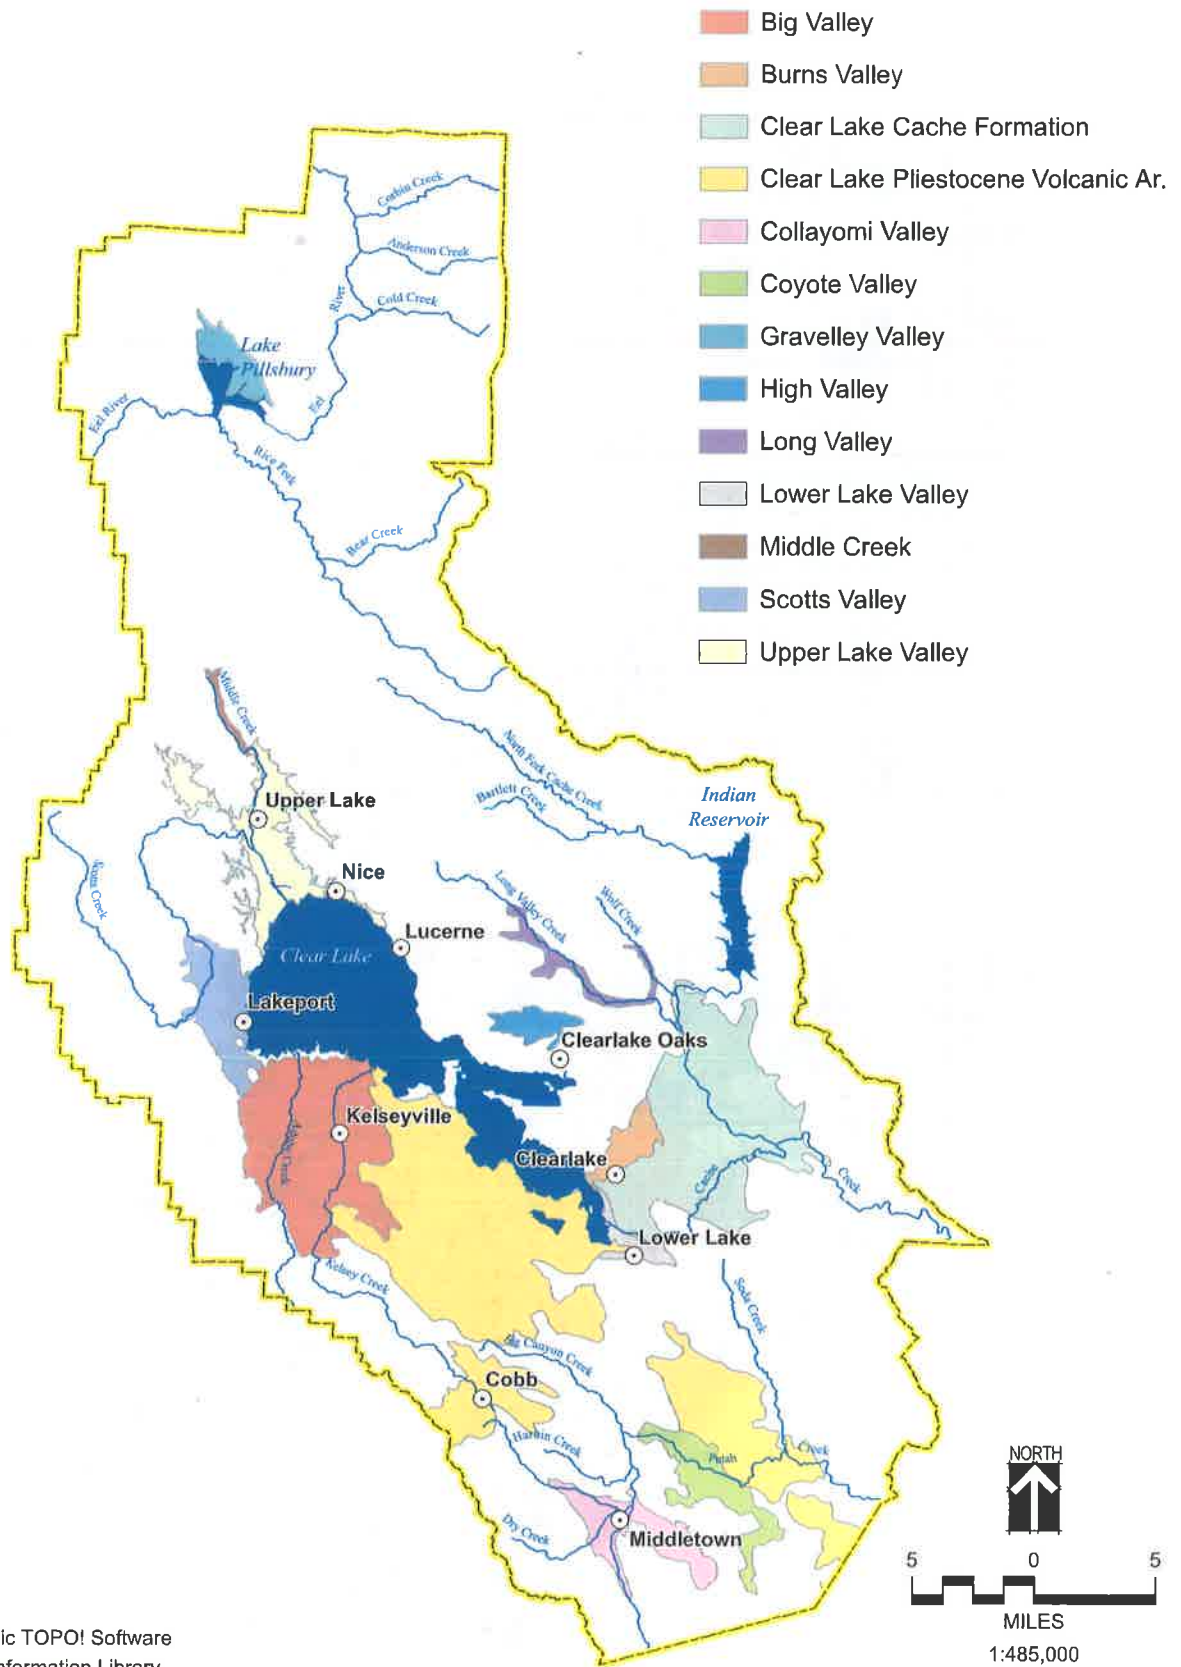 Big Valley
Burns Valley
Clear Lake Cache Formation
Clear Lake Pliestocene Volcanic Ar.
Collayomi Valley
Coyote Valley
Gravelley Valley
High Valley
Long Valley
Lower Lake Valley
Middle Creek
Scotts Valley
Upper Lake Valley
Corbin Creek
Anderson Creek
River
Cold Creek
Lake
Pillsbury
Eel River
Eel
Rice Fork
Bear Creek
Middle Creek
North Fork Cache Creek
Bartlett Creek
Indian
Reservoir
Upper Lake
Scotts Creek
Nice
Long Valley Creek
Wolf Creek
Lucerne
Clear Lake
Lakeport
Clearlake Oaks
Kelseyville
Creek
Clearlake
Cache
Creek
Lower Lake
Kelsey Creek
Soda Creek
Big Canyon Creek
Cobb
Harbin Creek
Putah
Creek
Dry Creek
Middletown
NORTH
5 0 5
MILES
1:485,000
ic TOPO! Software
nformation Library